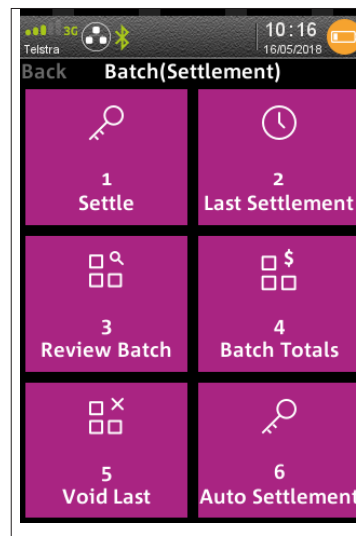 3G
10:16
Telstra
16/05/2018
Back Batch(Settlement)
1
Settle
2
Last Settlement
$
3
Review Batch
4
Batch Totals
5
Void Last
6
Auto Settlement